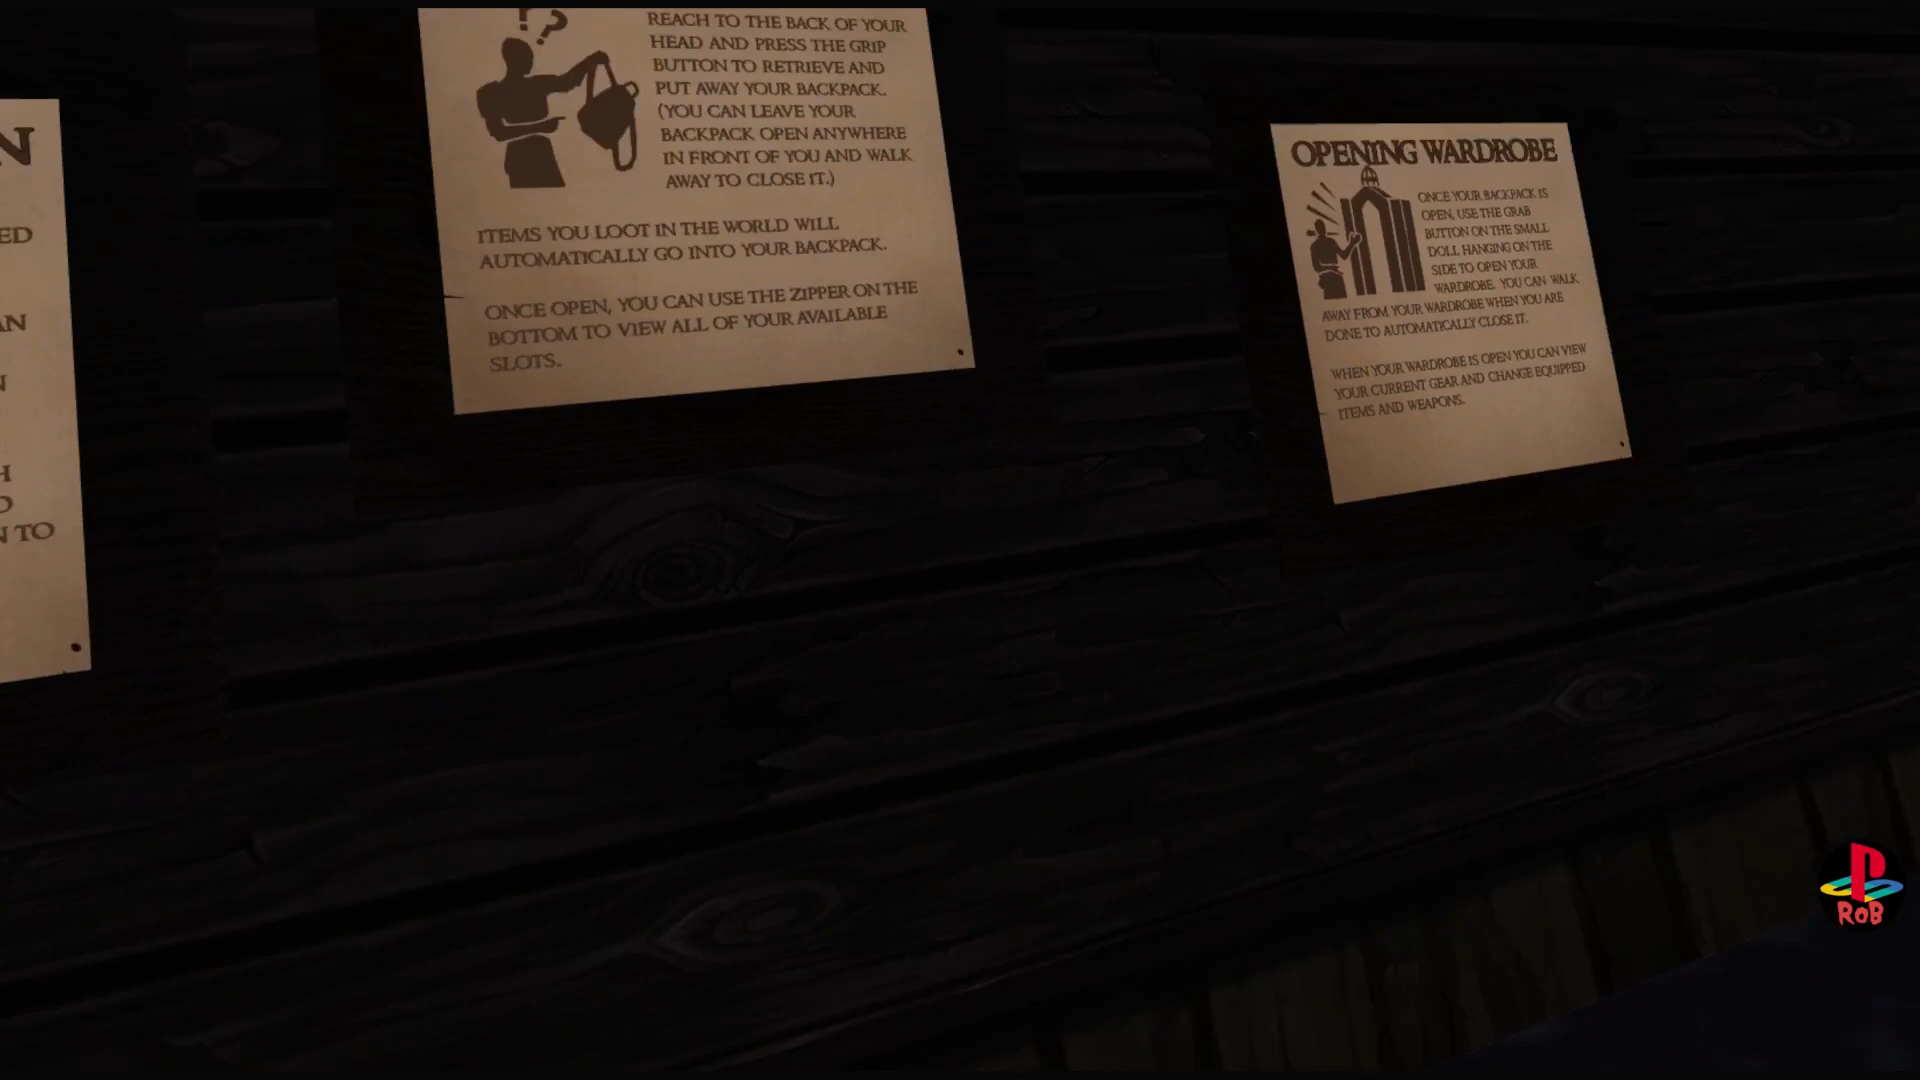 N
ED
AN
N
H
D
N TO
!?
REACH TO THE BACK OF YOUR
HEAD AND PRESS THE GRIP
BUTTON TO RETRIEVE AND
PUT AWAY YOUR BACKPACK.
(YOU CAN LEAVE YOUR
BACKPACK OPEN ANYWHERE
IN FRONT OF YOU AND WALK
AWAY TO CLOSE IT.)
ITEMS YOU LOOT IN THE WORLD WILL
AUTOMATICALLY GO INTO YOUR BACKPACK.
ONCE OPEN, YOU CAN USE THE ZIPPER ON THE
BOTTOM TO VIEW ALL OF YOUR AVAILABLE
SLOTS.
OPENING WARDROBE
ONCE YOUR BACKPACK IS
OPEN, USE THE GRAB
BUTTON ON THE SMALL
DOLL HANGING ON THE
SIDE TO OPEN YOUR
WARDROBE. YOU CAN WALK
AWAY FROM YOUR WARDROBE WHEN YOU ARE
DONE TO AUTOMATICALLY CLOSE IT.
WHEN YOUR WARDROBE IS OPEN YOU CAN VIEW
YOUR CURRENT GEAR AND CHANGE EQUIPPED
ITEMS AND WEAPONS.
RoB